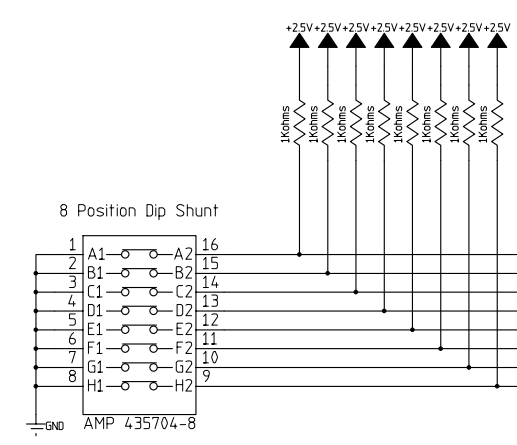 +2.5V +2.5V +2.5V +2.5V +2.5V +2.5V +2.5V +2.5V
1Kohms 1Kohms 1Kohms 1Kohms 1Kohms 1Kohms 1Kohms 1Kohms
8 Position Dip Shunt
1 A1 A2 16
2 B1 B2 15
3 C1 C2 14
4 D1 D2 13
5 E1 E2 12
6 F1 F2 11
7 G1 G2 10
8 H1 H2 9
GND AMP 435704-8